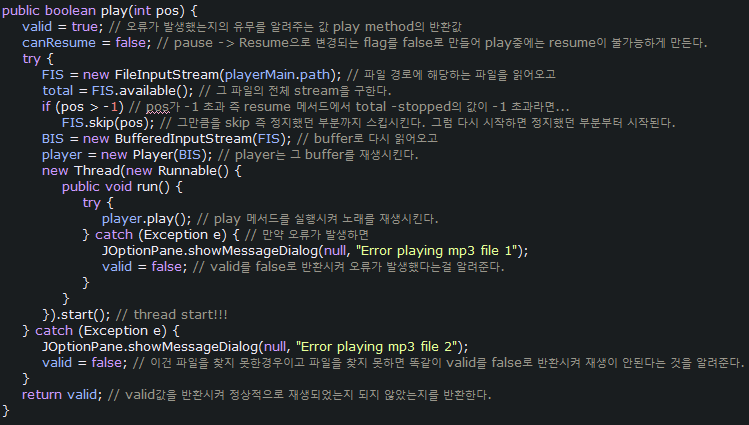 public boolean play(int pos) {
valid = true; // 오류가 발생했는지의 유무를 알려주는 값 play method의 반환값
canResume = false; // pause -> Resume으로 변경되는 flag를 false로 만들어 play중에는 resume이 불가능하게 만든다.
try {
FIS = new FileInputStream(playerMain.path); // 파일 경로에 해당하는 파일을 읽어오고
total = FIS.available(); // 그 파일의 전체 stream을 구한다.
if (pos > -1) // pos가 -1 초과 즉 resume 메서드에서 total -stopped의 값이 -1 초과라면...
FIS.skip(pos); // 그만큼을 skip 즉 정지했던 부분까지 스킵시킨다. 그럼 다시 시작하면 정지했던 부분부터 시작된다.
BIS = new BufferedInputStream(FIS); // buffer로 다시 읽어오고
player = new Player(BIS); // player는 그 buffer를 재생시킨다.
new Thread(new Runnable() {
public void run() {
try {
player.play(); // play 메서드를 실행시켜 노래를 재생시킨다.
} catch (Exception e) { // 만약 오류가 발생하면
JOptionPane.showMessageDialog(null, "Error playing mp3 file 1");
valid = false; // valid를 false로 반환시켜 오류가 발생했다는걸 알려준다.
}
}
}).start(); // thread start!!!
} catch (Exception e) {
JOptionPane.showMessageDialog(null, "Error playing mp3 file 2");
valid = false; // 이건 파일을 찾지 못한경우이고 파일을 찾지 못하면 똑같이 valid를 false로 반환시켜 재생이 안된다는 것을 알려준다.
}
return valid; // valid값을 반환시켜 정상적으로 재생되었는지 되지 않았는지를 반환한다.
}